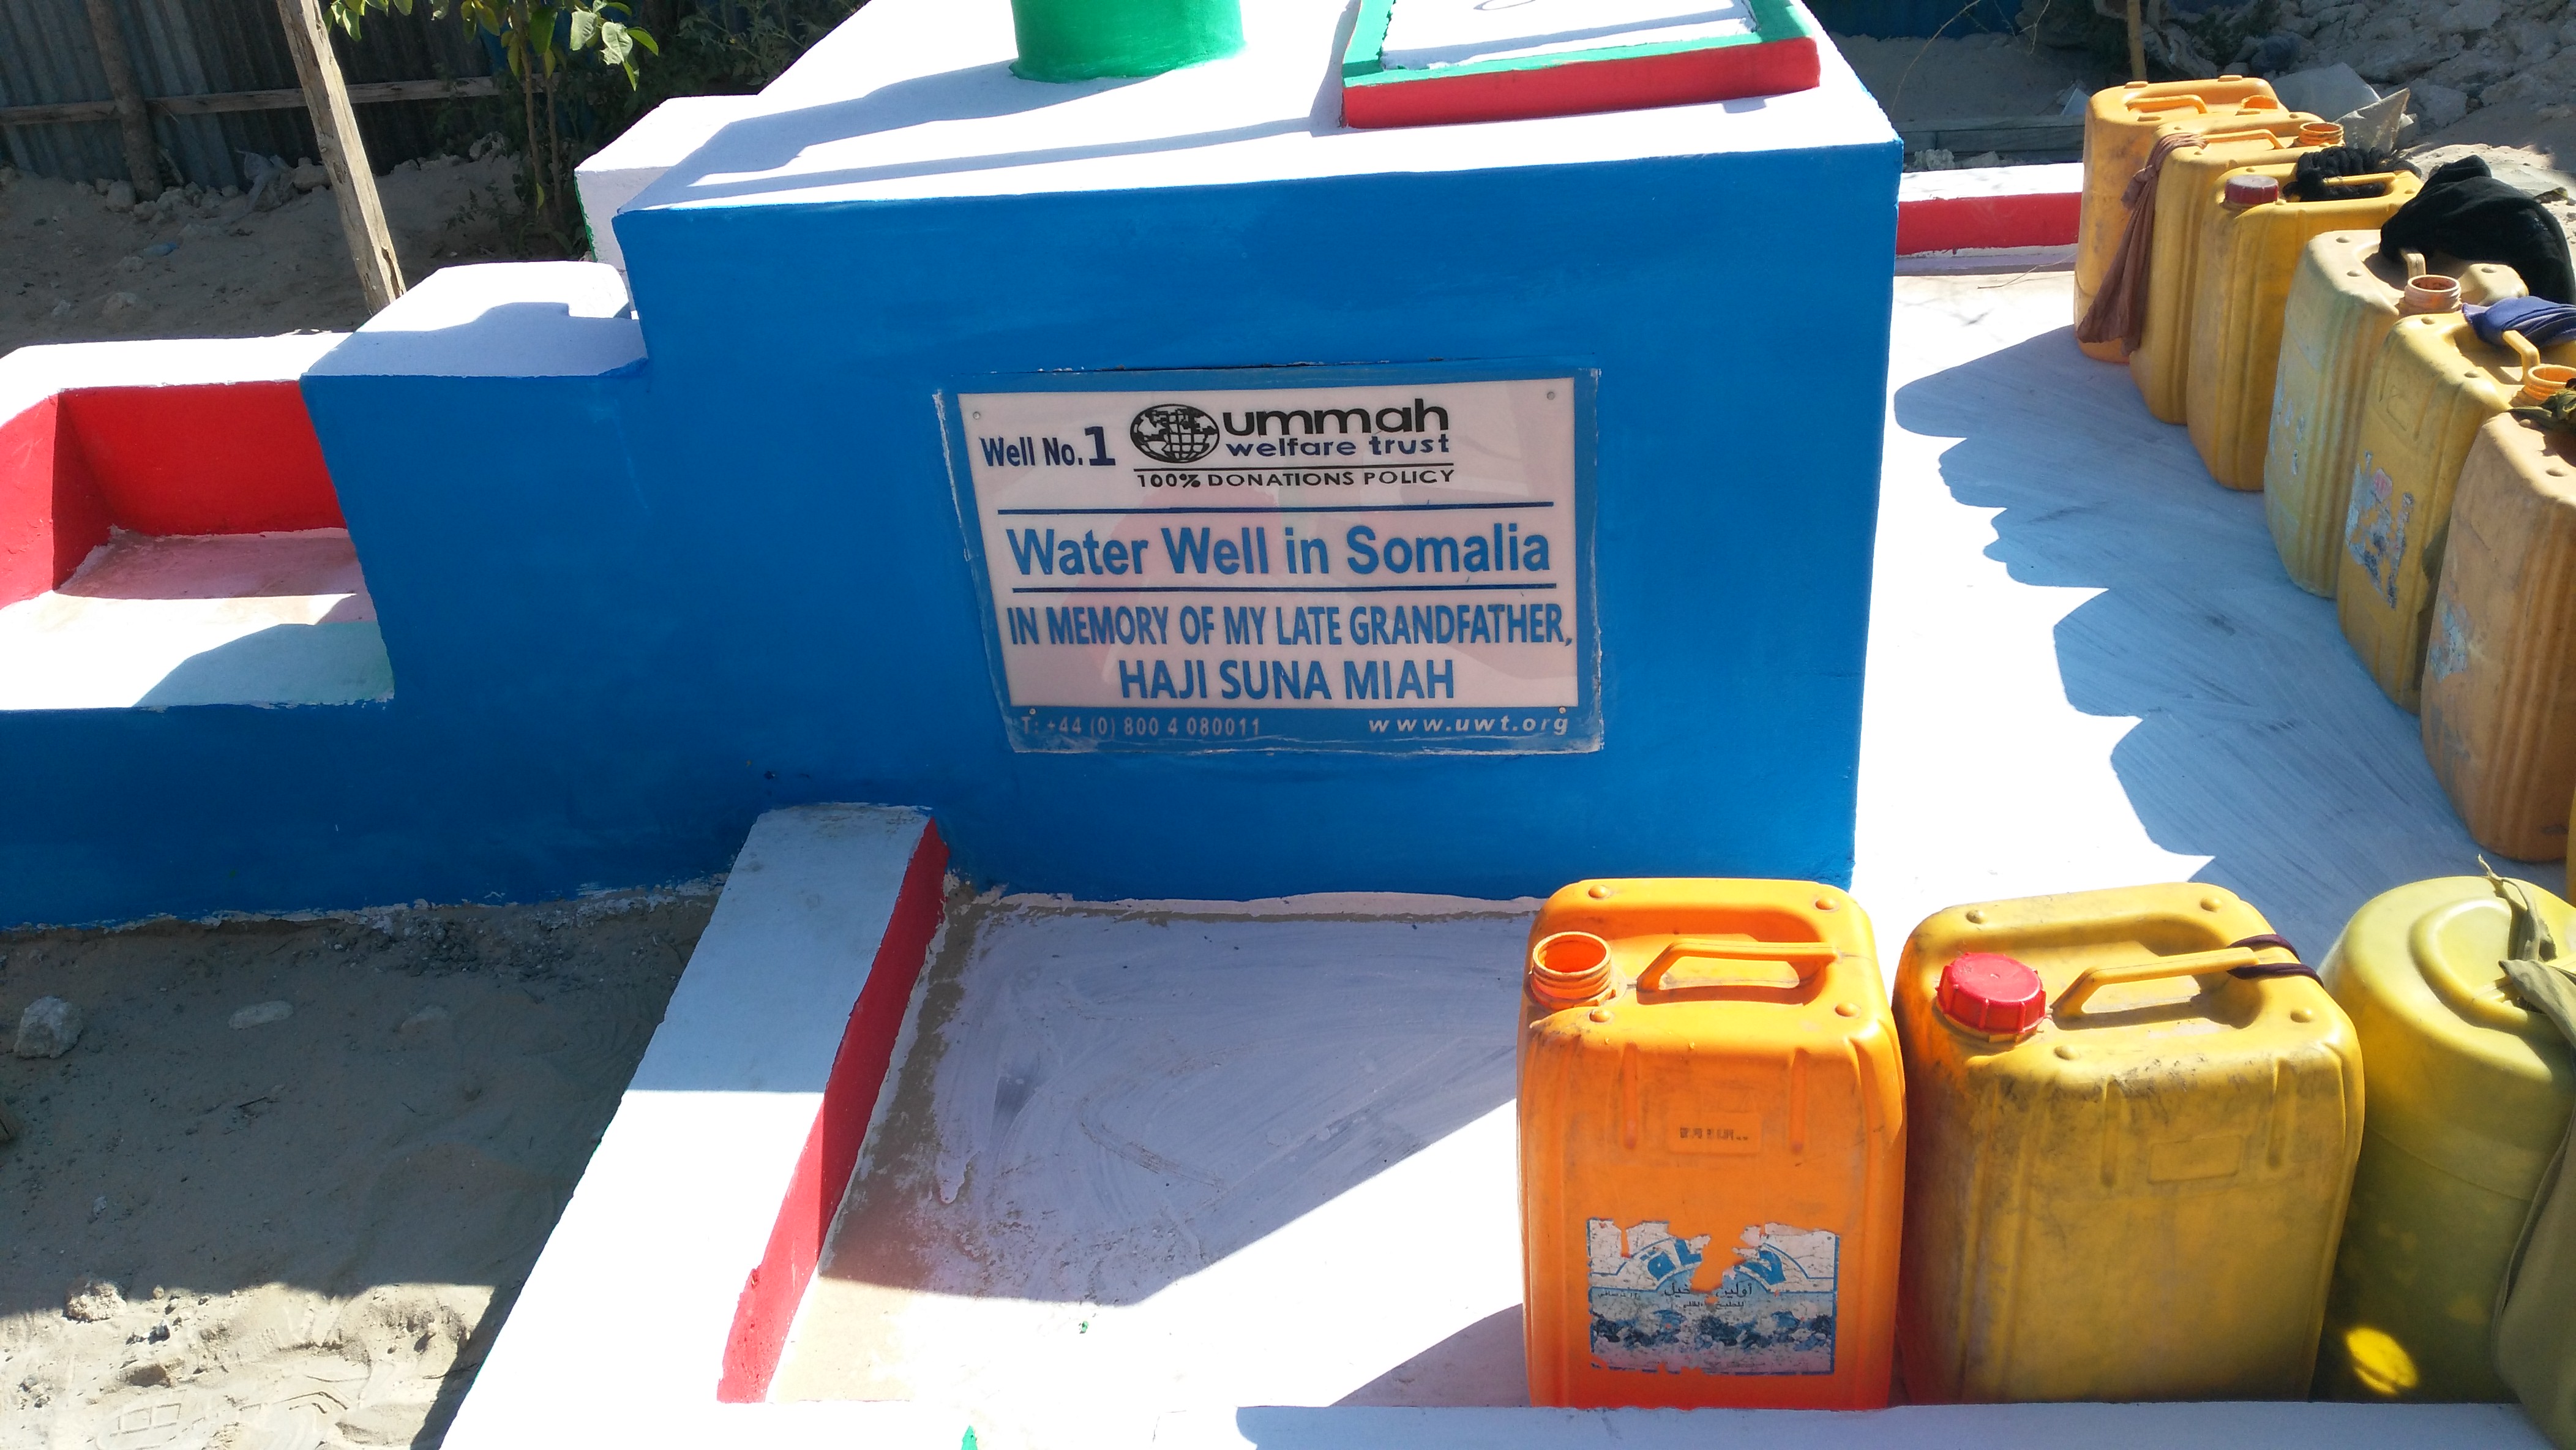 Well No. 1
ummah
welfare trust
100% DONATIONS POLICY
Water Well in Somalia
IN MEMORY OF MY LATE GRANDFATHER,
HAJI SUNA MIAH
T: +44 (0) 800 4 080011 www.uwt.org